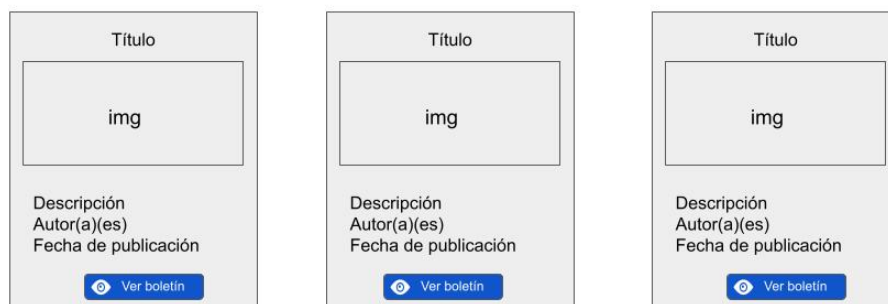 Título
img
Descripción
Autor(a)(es)
Fecha de publicación
Ver boletín
Título
img
Descripción
Autor(a)(es)
Fecha de publicación
Ver boletín
Título
img
Descripción
Autor(a)(es)
Fecha de publicación
Ver boletín